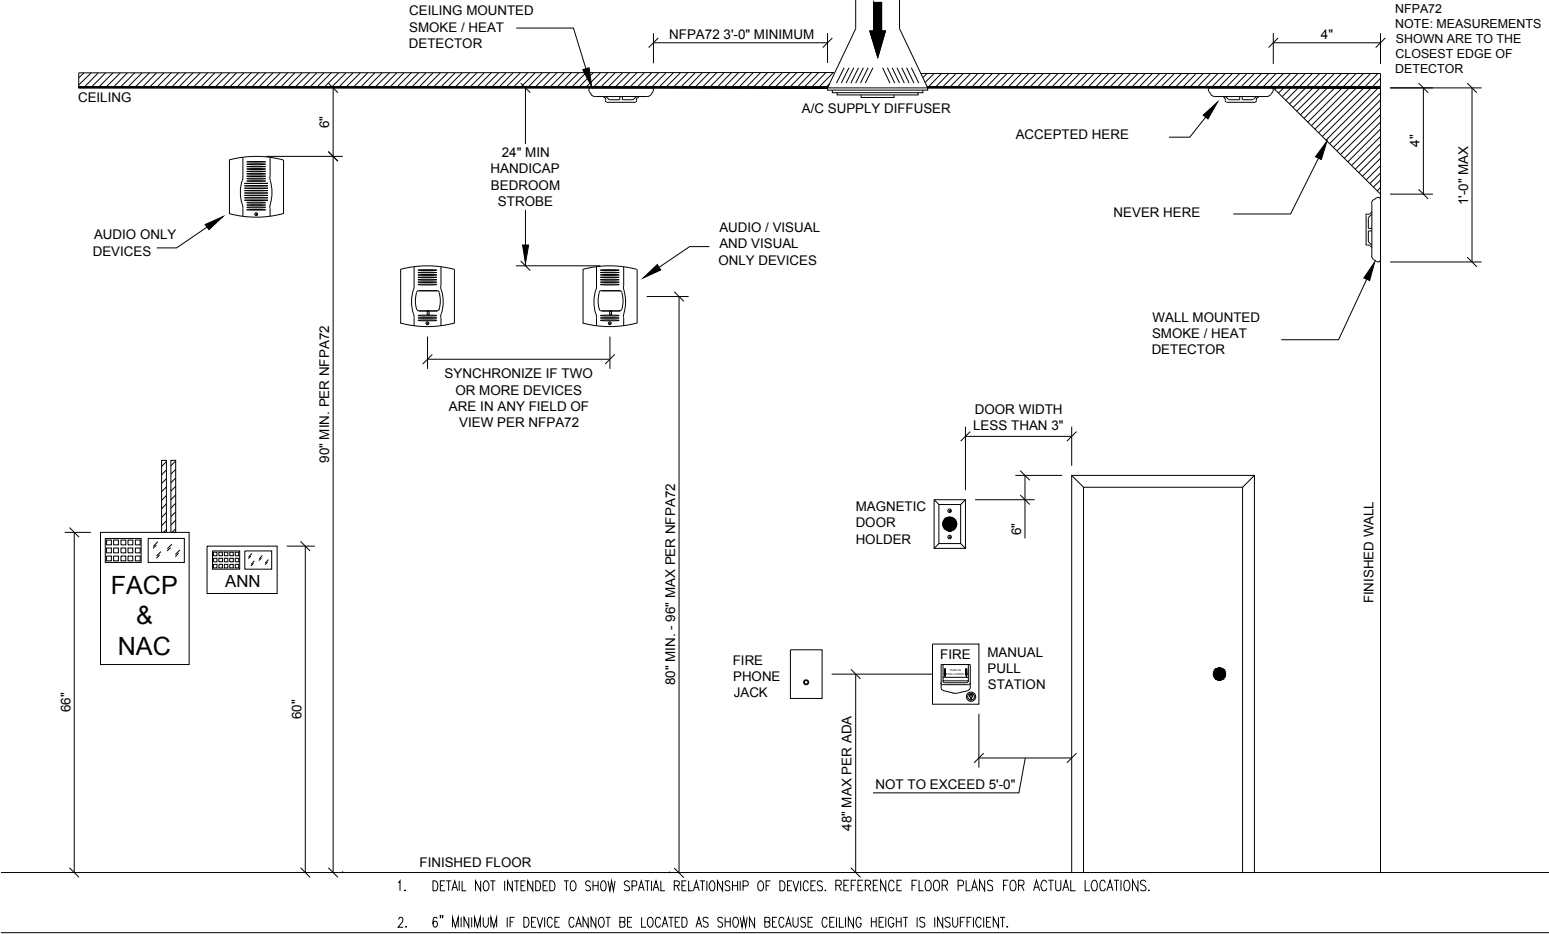 CEILING MOUNTED
SMOKE / HEAT
DETECTOR
NFPA72 3'-0" MINIMUM
4"
NFPA72
NOTE: MEASUREMENTS
SHOWN ARE TO THE
CLOSEST EDGE OF
DETECTOR
CEILING
A/C SUPPLY DIFFUSER
6"
24" MIN
HANDICAP
BEDROOM
STROBE
ACCEPTED HERE
4"
1'-0" MAX
NEVER HERE
AUDIO ONLY
DEVICES
AUDIO / VISUAL
AND VISUAL
ONLY DEVICES
WALL MOUNTED
SMOKE / HEAT
DETECTOR
90" MIN. PER NFPA72
SYNCHRONIZE IF TWO
OR MORE DEVICES
ARE IN ANY FIELD OF
VIEW PER NFPA72
DOOR WIDTH
LESS THAN 3"
80" MIN. - 96" MAX PER NFPA72
MAGNETIC
DOOR
HOLDER
6"
FINISHED WALL
FACP
&
NAC
ANN
66"
60"
FIRE
PHONE
JACK
FIRE
MANUAL
PULL
STATION
48" MAX PER ADA
NOT TO EXCEED 5'-0"
FINISHED FLOOR
1. DETAIL NOT INTENDED TO SHOW SPATIAL RELATIONSHIP OF DEVICES. REFERENCE FLOOR PLANS FOR ACTUAL LOCATIONS.
2. 6" MINIMUM IF DEVICE CANNOT BE LOCATED AS SHOWN BECAUSE CEILING HEIGHT IS INSUFFICIENT.